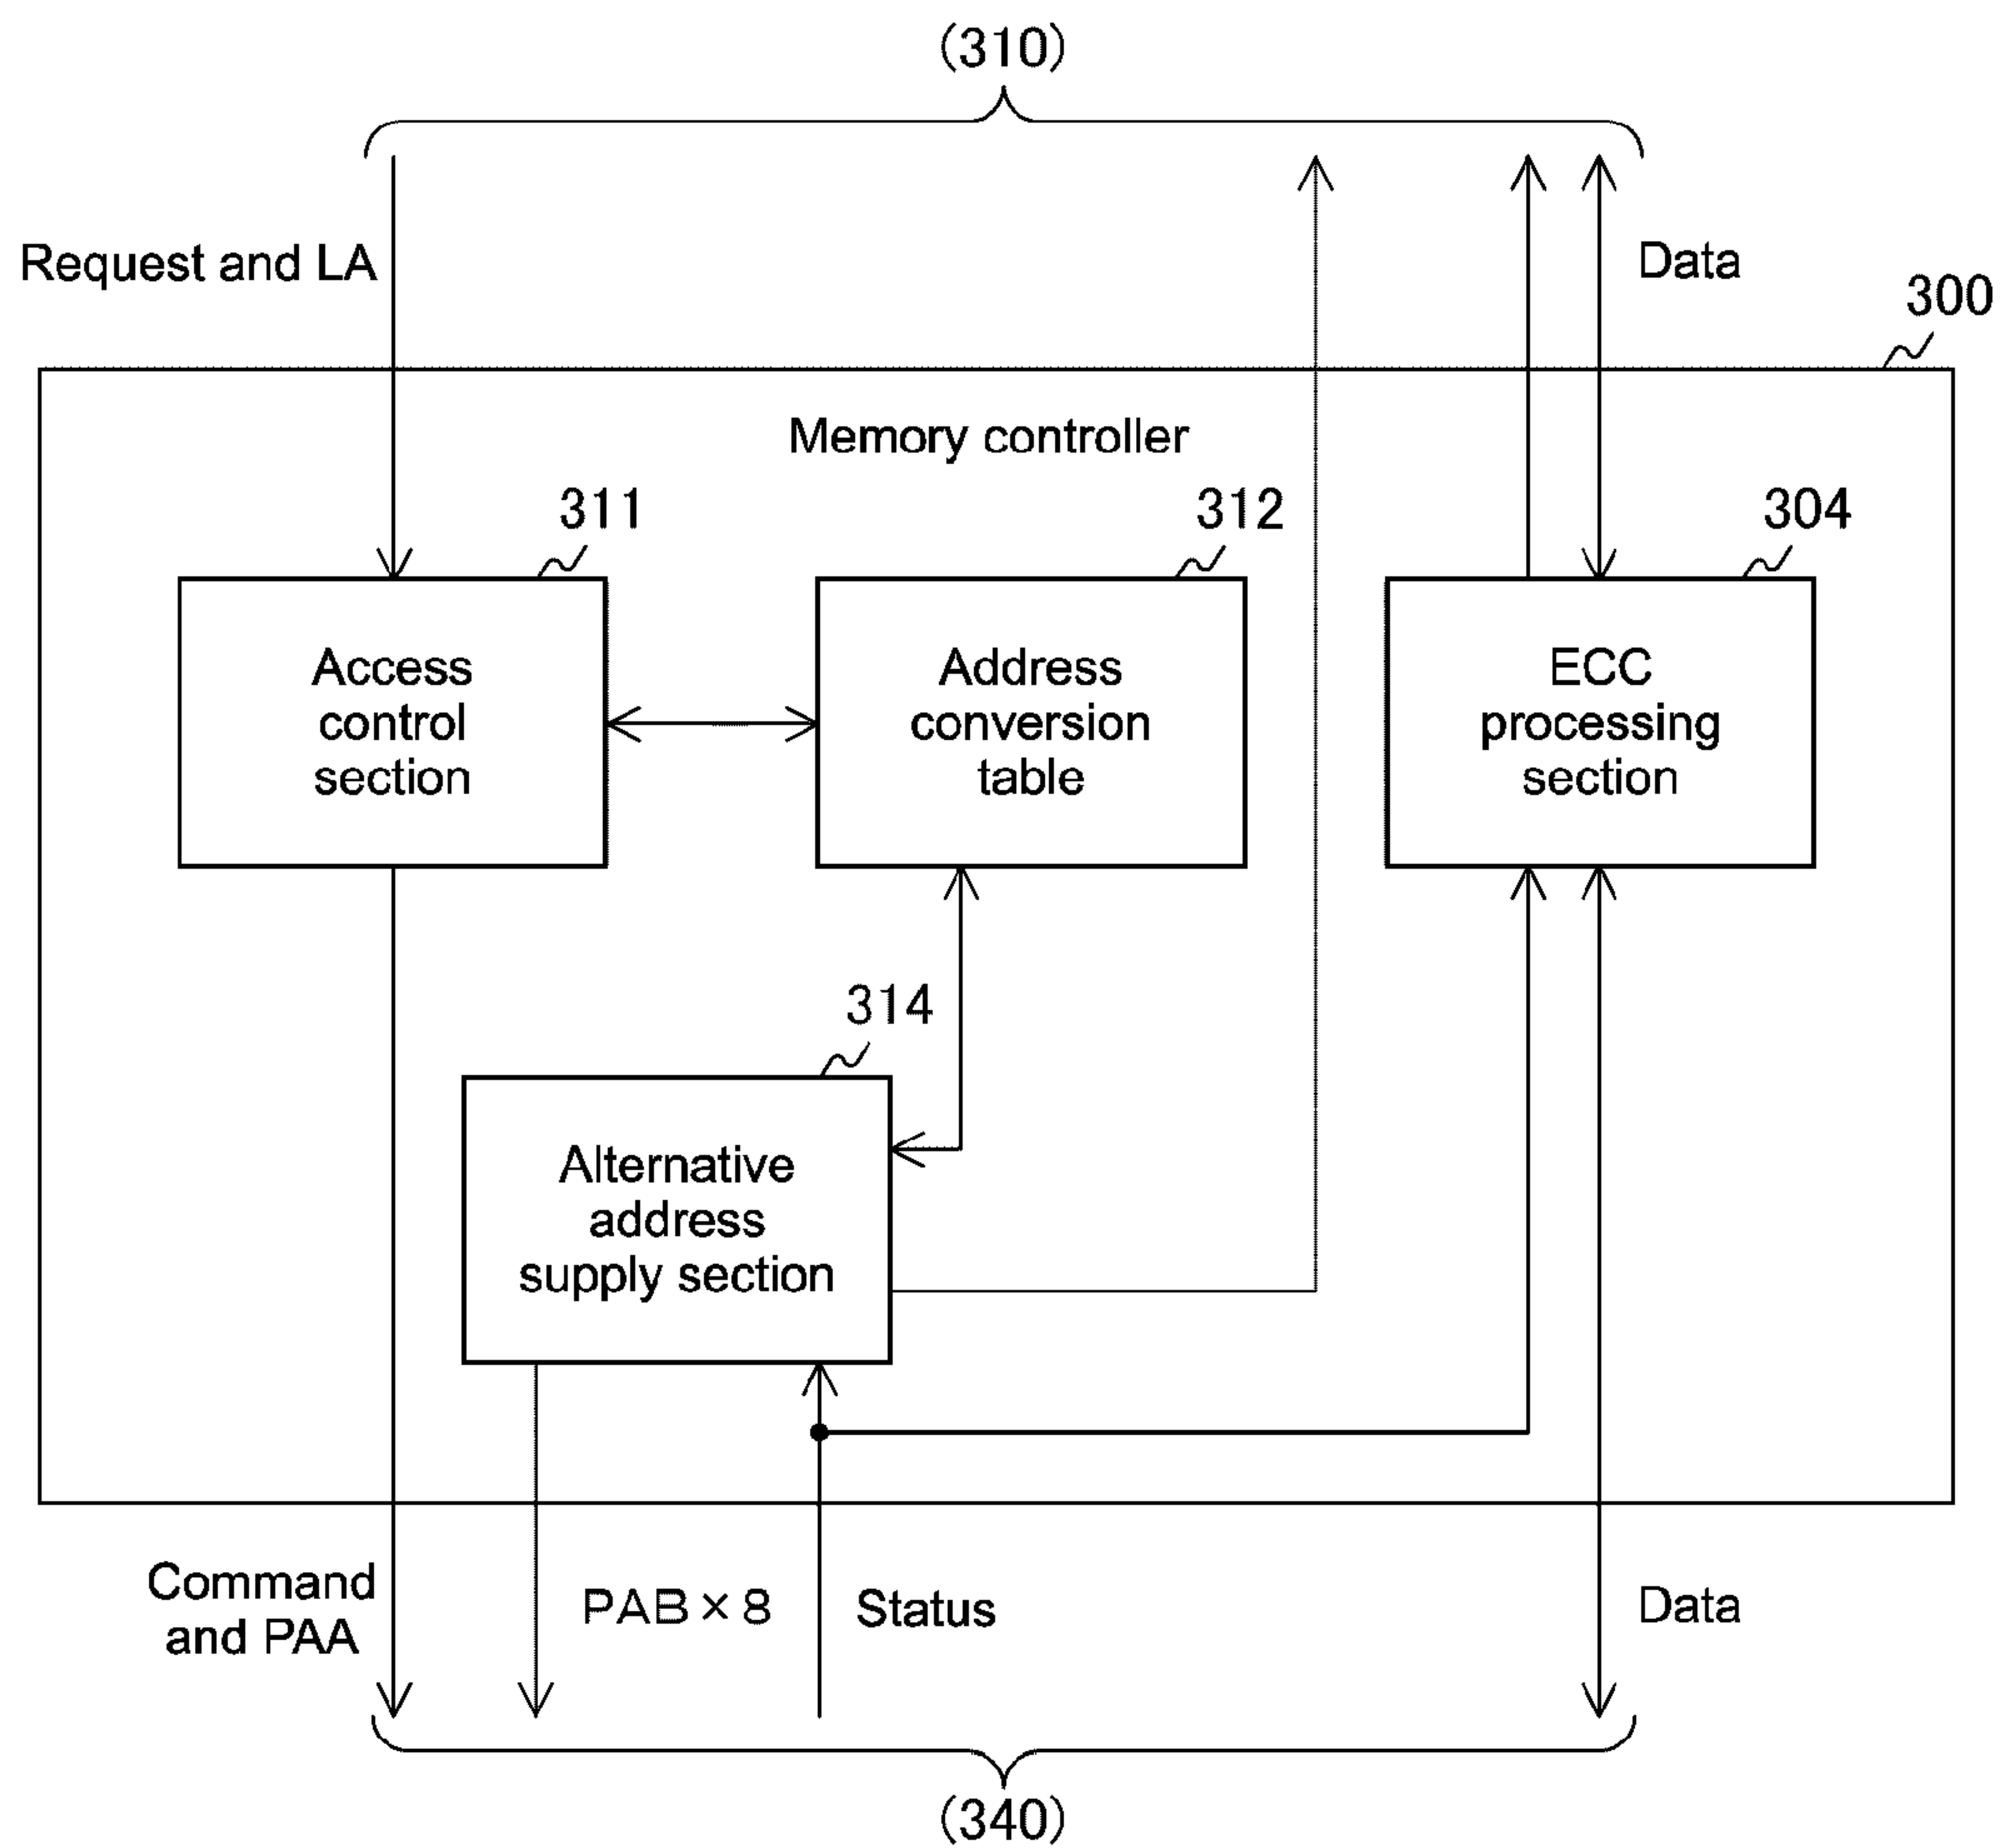 (310)
Request and LA
Data
300
Memory controller
311
312
304
Access
control
section
Address
conversion
table
ECC
processing
section
314
Alternative
address
supply section
Command
and PAA
PAB×8
Status
Data
(340)